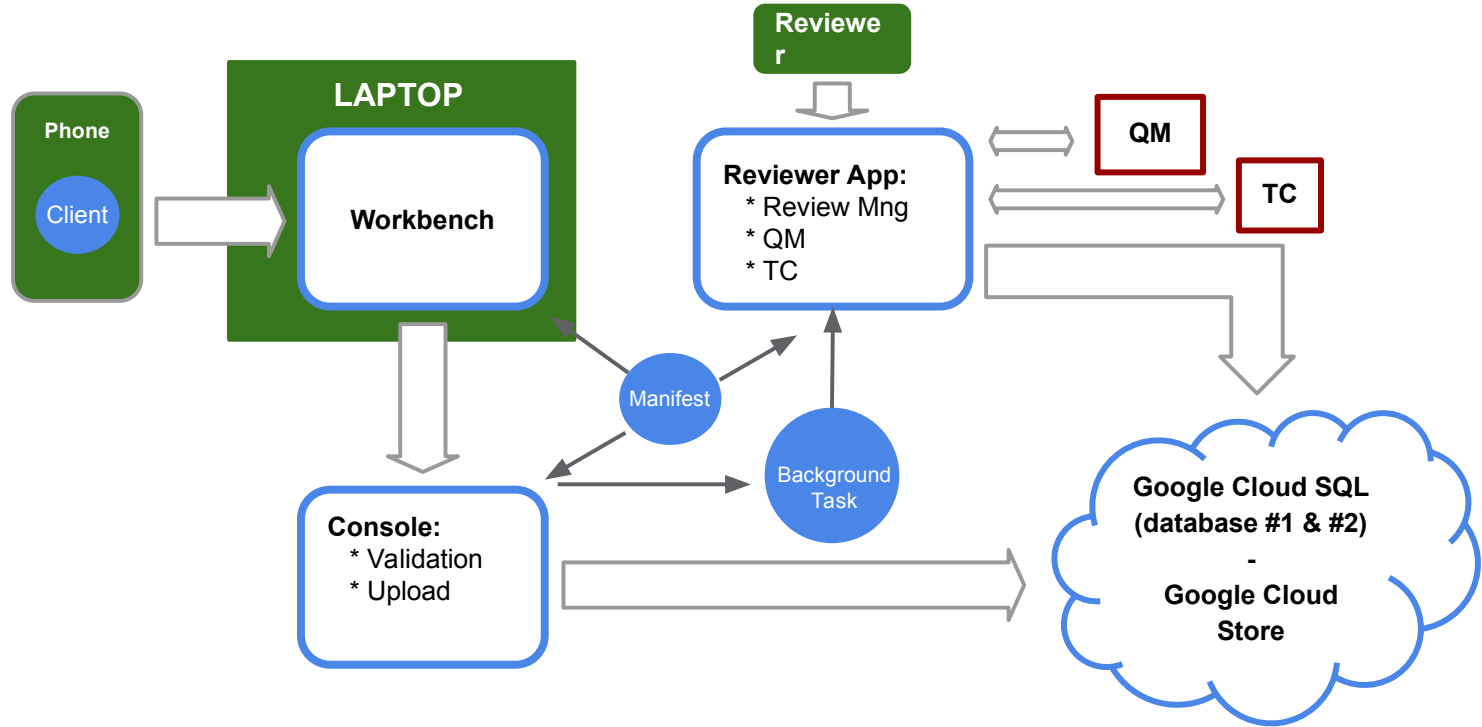 Reviewe
r
LAPTOP
Phone
Client
Workbench
Reviewer App:
* Review Mng
* QM
* TC
QM
TC
Manifest
Background
Task
Console:
* Validation
* Upload
Google Cloud SQL
(database #1 & #2)
-
Google Cloud
Store